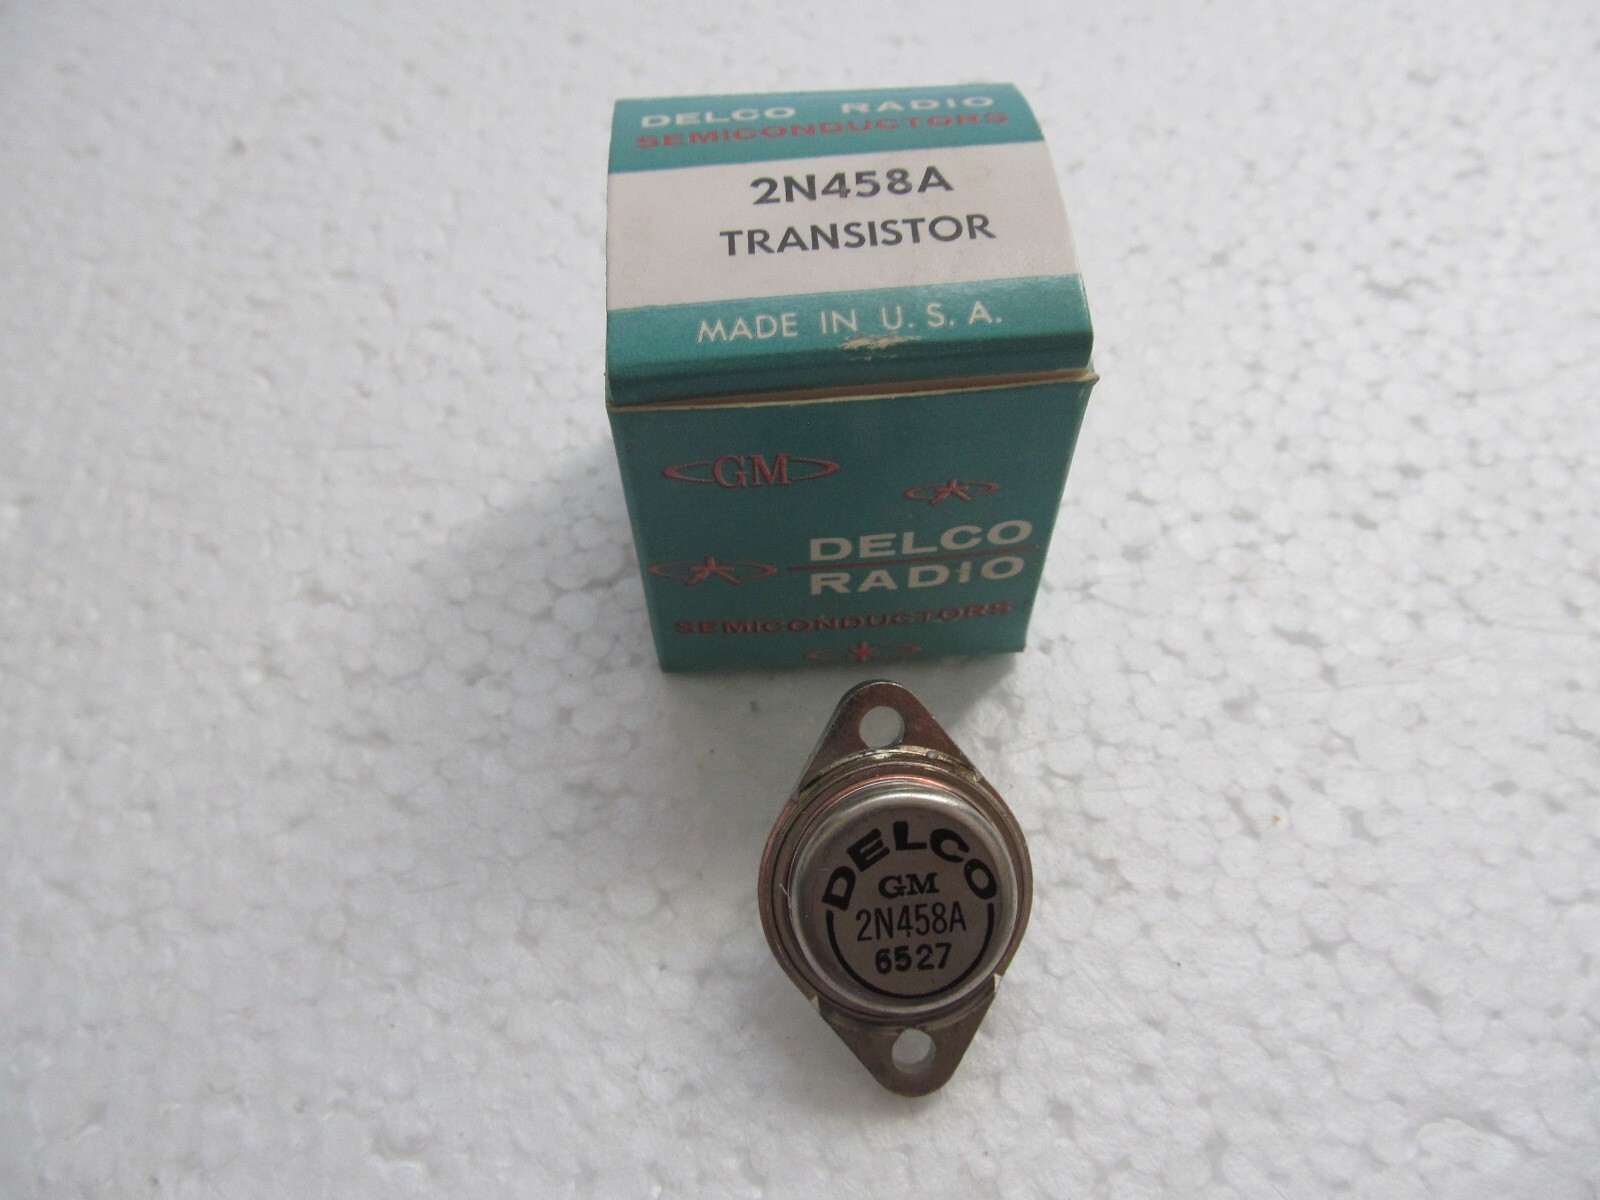 DELCO RADIO
SEMICONDUCTORS
2N458A
TRANSISTOR
MADE IN U. S. A.
GM
DELCO
RADIO
SEMICONDUCTORS
DELCO
GM
2N458A
6527